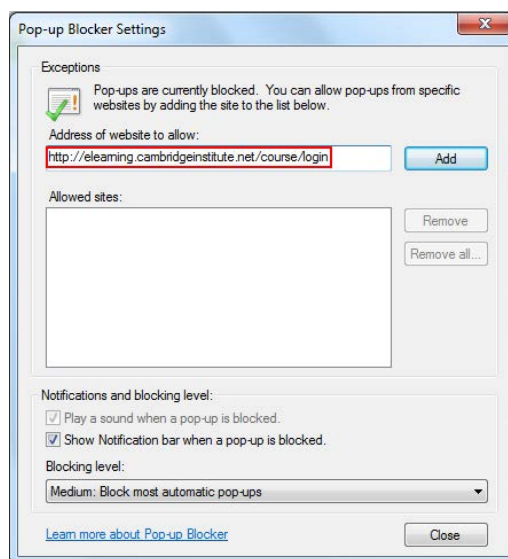 Pop-up Blocker Settings
Exceptions
Pop-ups are currently blocked. You can allow pop-ups from specific
websites by adding the site to the list below.
Address of website to allow:
http://elearning.cambridgeinstitute.net/course/login
Add
Allowed sites:
Remove
Remove all...
Notifications and blocking level:
Play a sound when a pop-up is blocked.
Show Notification bar when a pop-up is blocked.
Blocking level:
Medium: Block most automatic pop-ups
Learn more about Pop-up Blocker
Close